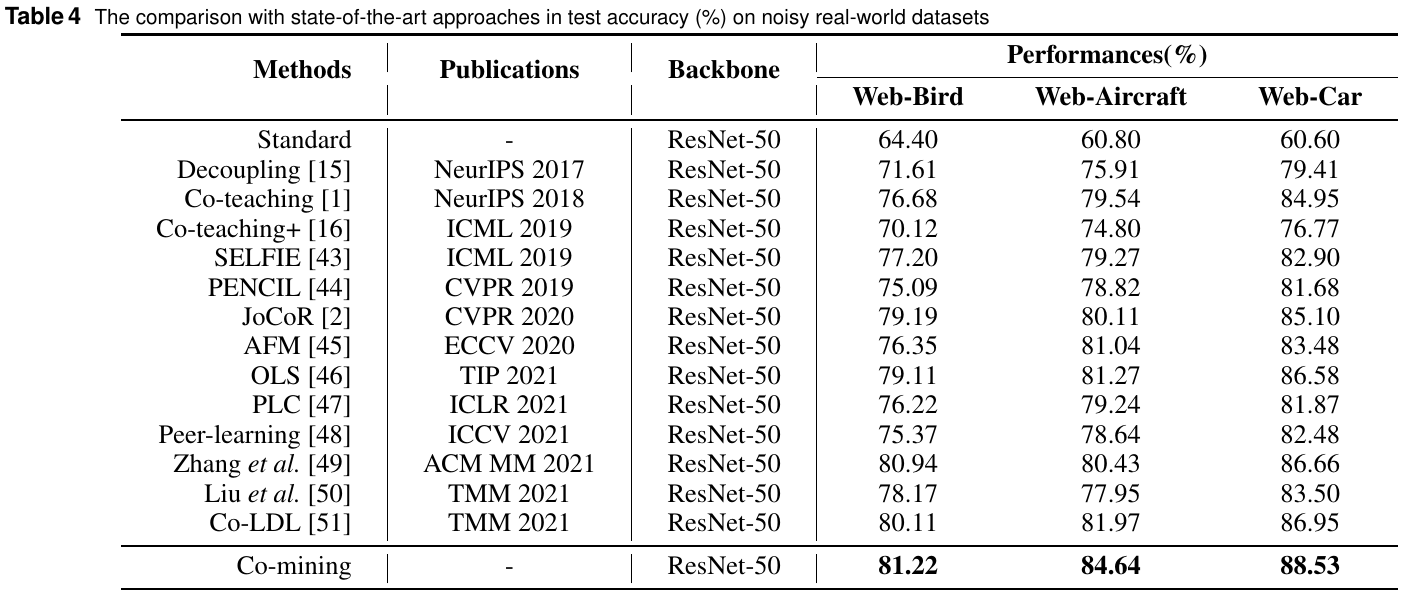 Table 4 The comparison with state-of-the-art approaches in test accuracy (%) on noisy real-world datasets
Methods Publications Backbone Performances(%)
Web-Bird Web-Aircraft Web-Car
Standard - ResNet-50 64.40 60.80 60.60
Decoupling [15] NeurIPS 2017 ResNet-50 71.61 75.91 79.41
Co-teaching [1] NeurIPS 2018 ResNet-50 76.68 79.54 84.95
Co-teaching+ [16] ICML 2019 ResNet-50 70.12 74.80 76.77
SELFIE [43] ICML 2019 ResNet-50 77.20 79.27 82.90
PENCIL [44] CVPR 2019 ResNet-50 75.09 78.82 81.68
JoCoR [2] CVPR 2020 ResNet-50 79.19 80.11 85.10
AFM [45] ECCV 2020 ResNet-50 76.35 81.04 83.48
OLS [46] TIP 2021 ResNet-50 79.11 81.27 86.58
PLC [47] ICLR 2021 ResNet-50 76.22 79.24 81.87
Peer-learning [48] ICCV 2021 ResNet-50 75.37 78.64 82.48
Zhang et al. [49] ACM MM 2021 ResNet-50 80.94 80.43 86.66
Liu et al. [50] TMM 2021 ResNet-50 78.17 77.95 83.50
Co-LDL [51] TMM 2021 ResNet-50 80.11 81.97 86.95
Co-mining - ResNet-50 81.22 84.64 88.53